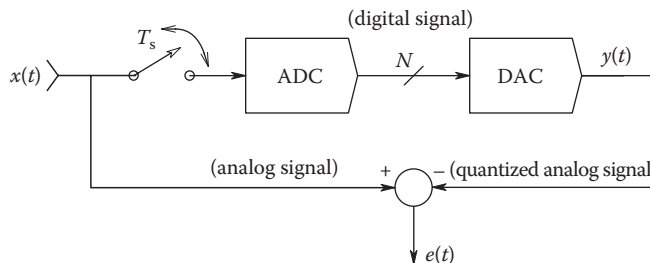 (digital signal)
T_s
x(t)
ADC
N
DAC
y(t)
(analog signal)
+
− (quantized analog signal
e(t)